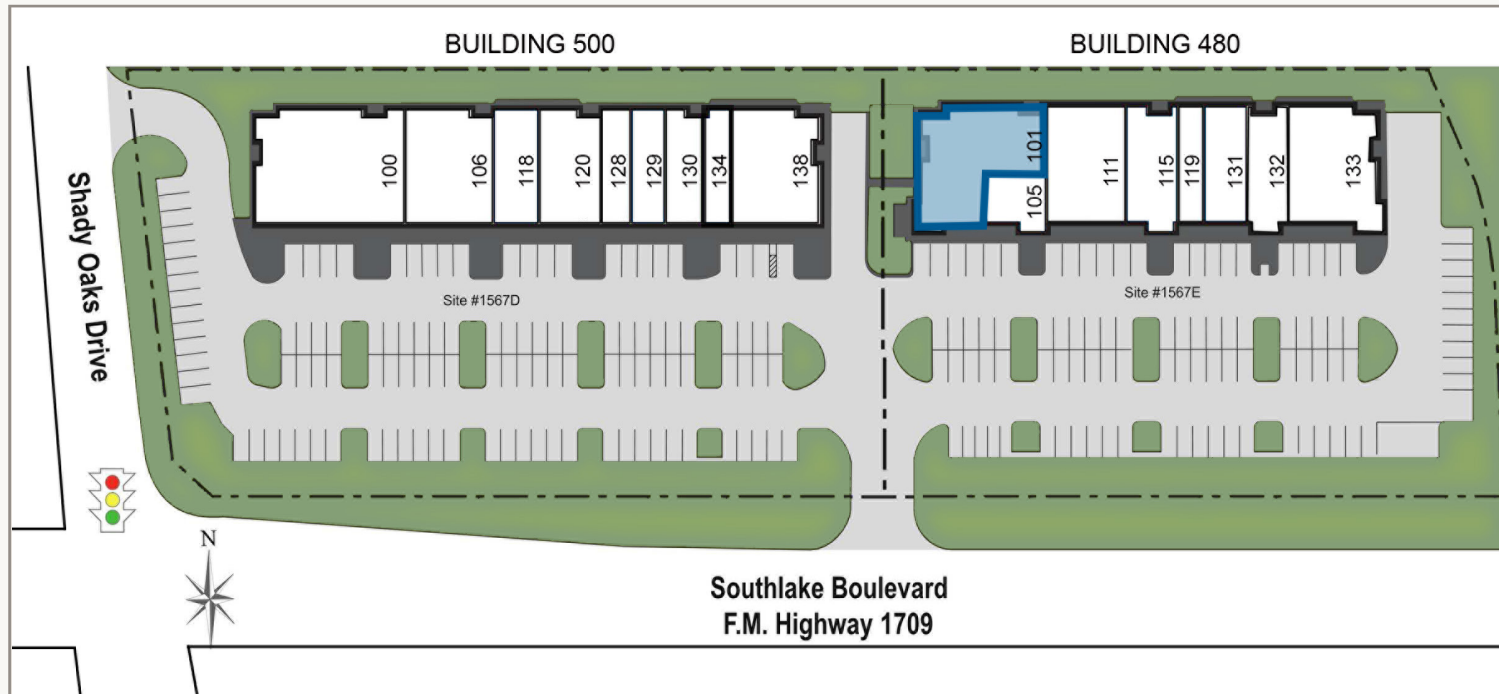 BUILDING 500
BUILDING 480
100
106
118
120
128
129
130
134
138
101
105
111
115
119
131
132
133
Shady Oaks Drive
Site #1567D
Site #1567E
N
Southlake Boulevard
F.M. Highway 1709